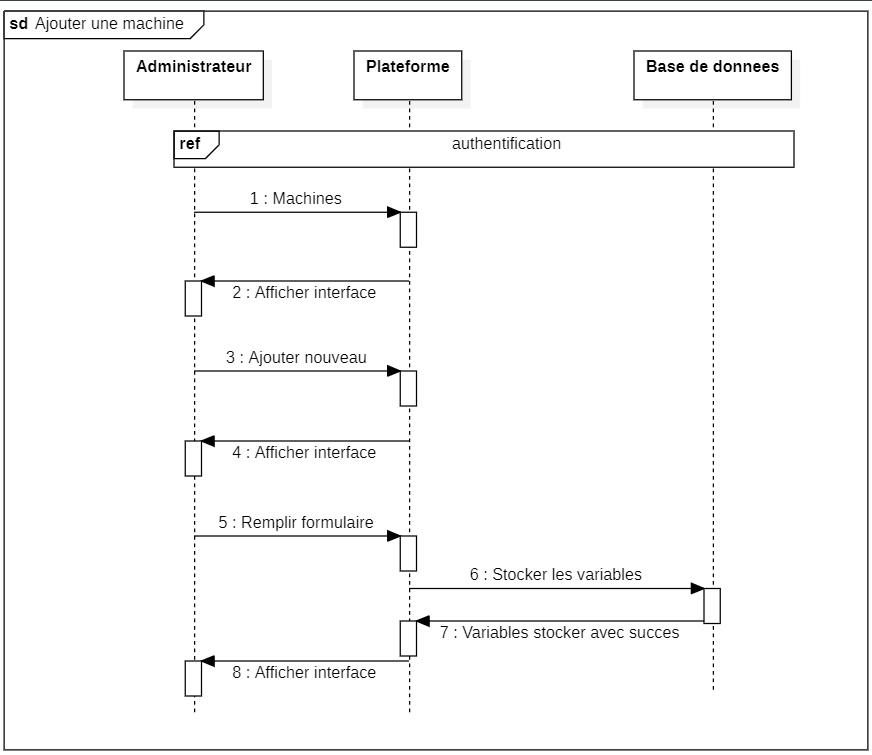 sd Ajouter une machine
Administrateur
Plateforme
Base de donnees
ref
authentification
1 : Machines
2 : Afficher interface
3 : Ajouter nouveau
4 : Afficher interface
5 : Remplir formulaire
6 : Stocker les variables
7 : Variables stocker avec succes
8 : Afficher interface